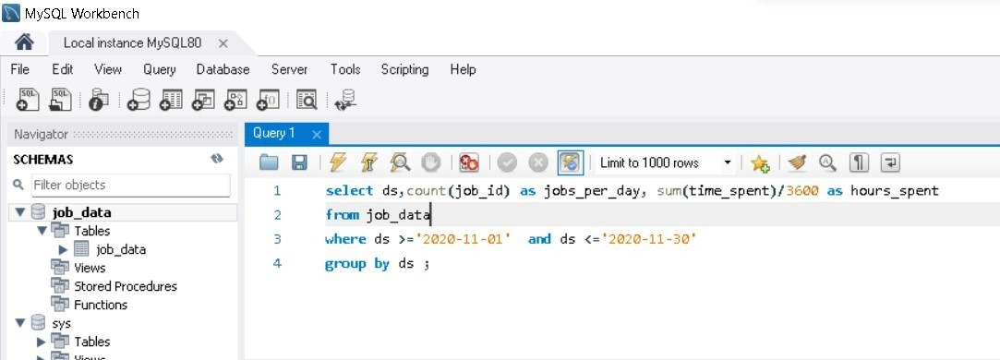 MySQL Workbench
Local instance MySQL80
File Edit View Query Database Server Tools Scripting Help
Navigator
Query 1
SCHEMAS
Limit to 1000 rows
Filter objects
job_data
Tables
job_data
Views
Stored Procedures
Functions
sys
Tables
Views
1 select ds,count(job_id) as jobs_per_day, sum(time_spent)/3600 as hours_spent
2 from job_data
3 where ds >='2020-11-01'  and ds <='2020-11-30'
4 group by ds ;